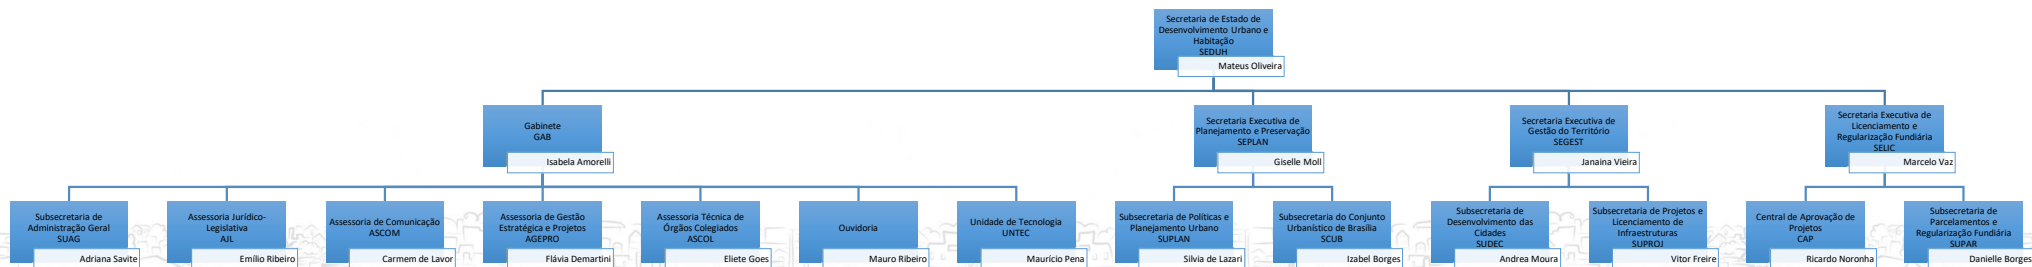 Secretaria de Estado de
Desenvolvimento Urbano e
Habitação
SEDUH
Mateus Oliveira
Gabinete
GAB
Isabela Amorelli
Secretaria Executiva de
Planejamento e Preservação
SEPLAN
Giselle Moll
Secretaria Executiva de
Gestão do Território
SEGEST
Janaina Vieira
Secretaria Executiva de
Licenciamento e
Regularização Fundiária
SELIC
Marcelo Vaz
Subsecretaria de
Administração Geral
SUAG
Adriana Savite
Assessoria Jurídico-
Legislativa
AJL
Emílio Ribeiro
Assessoria de Comunicação
ASCOM
Carmem de Lavor
Assessoria de Gestão
Estratégica e Projetos
AGEPRO
Flávia Demartini
Assessoria Técnica de
Órgãos Colegiados
ASCOL
Eliete Goes
Ouvidoria
Mauro Ribeiro
Unidade de Tecnologia
UNTEC
Maurício Pena
Subsecretaria de Políticas e
Planejamento Urbano
SUPLAN
Silvia de Lazari
Subsecretaria do Conjunto
Urbanístico de Brasília
SCUB
Izabel Borges
Subsecretaria de
Desenvolvimento das
Cidades
SUDEC
Andrea Moura
Subsecretaria de Projetos e
Licenciamento de
Infraestruturas
SUPROJ
Vitor Freire
Central de Aprovação de
Projetos
CAP
Ricardo Noronha
Subsecretaria de
Parcelamentos e
Regularização Fundiária
SUPAR
Danielle Borges